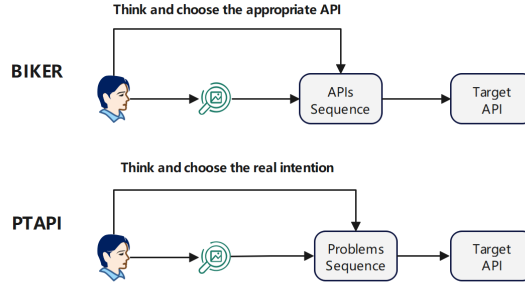 Think and choose the appropriate API
BIKER
APIs
Sequence
Target
API
Think and choose the real intention
PTAPI
Problems
Sequence
Target
API